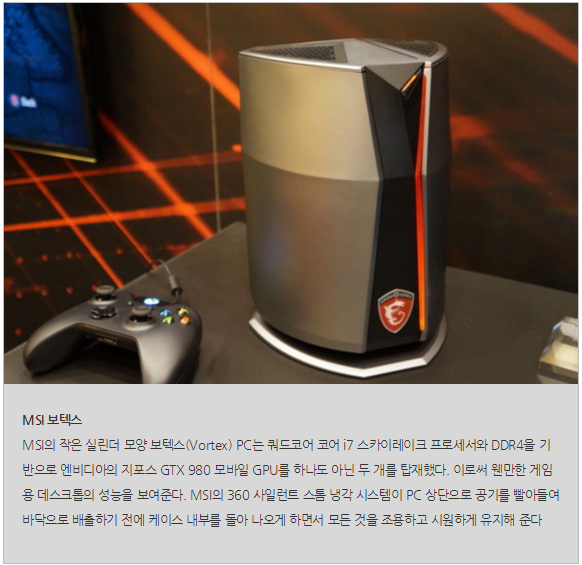 MSI 보텍스
MSI의 작은 실린더 모양 보텍스(Vortex) PC는 쿼드코어 코어 i7 스카이레이크 프로세서와 DDR4을 기
반으로 엔비디아의 지포스 GTX 980 모바일 GPU를 하나도 아닌 두 개를 탑재했다. 이로써 웬만한 게임
용 데스크톱의 성능을 보여준다. MSI의 360 사일런트 스톰 냉각 시스템이 PC 상단으로 공기를 빨아들여
바닥으로 배출하기 전에 케이스 내부를 돌아 나오게 하면서 모든 것을 조용하고 시원하게 유지해 준다